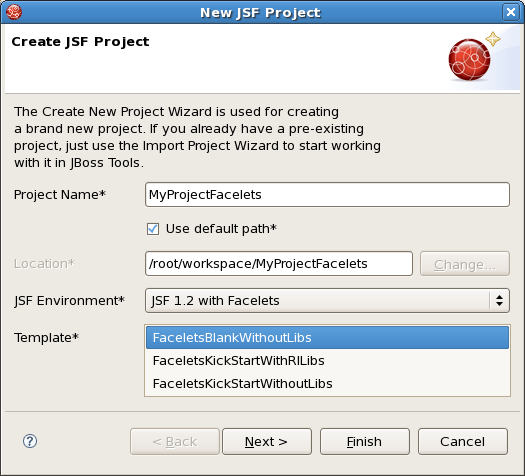 New JSF Project
Create JSF Project
The Create New Project Wizard is used for creating
a brand new project. If you already have a pre-existing
project, just use the Import Project Wizard to start working
with it in JBoss Tools.
Project Name* MyProjectFacelets
Use default path*
Location* /root/workspace/MyProjectFacelets Change...
JSF Environment* JSF 1.2 with Facelets
Template* FaceletsBlankWithoutLibs
FaceletsKickStartWithRILibs
FaceletsKickStartWithoutLibs
? < Back Next > Finish Cancel